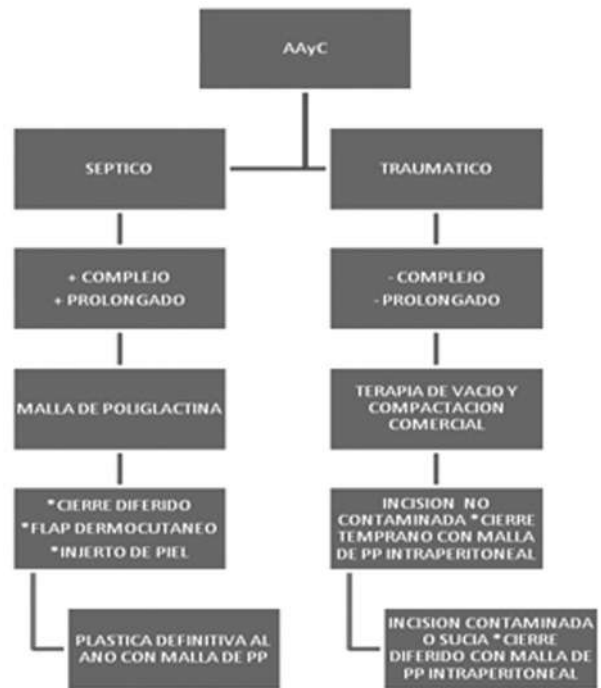 AAyC
SEPTICO
TRAUMATICO
+ COMPLEJO
+ PROLONGADO
- COMPLEJO
- PROLONGADO
MALLA DE POLIGLACTINA
TERAPIA DE VACIO Y
COMPACTACION
COMERCIAL
*CIERRE DIFERIDO
*FLAP DERMOCUTANEO
*INJERTO DE PIEL
INCISION NO
CONTAMINADA *CIERRE
TEMPRANO CON MALLA
DE PP INTRAPERITONEAL
PLASTICA DEFINITIVA AL
ANO CON MALLA DE PP
INCISION CONTAMINADA
O SUCIA *CIERRE
DIFERIDO CON MALLA DE
PP INTRAPERITONEAL